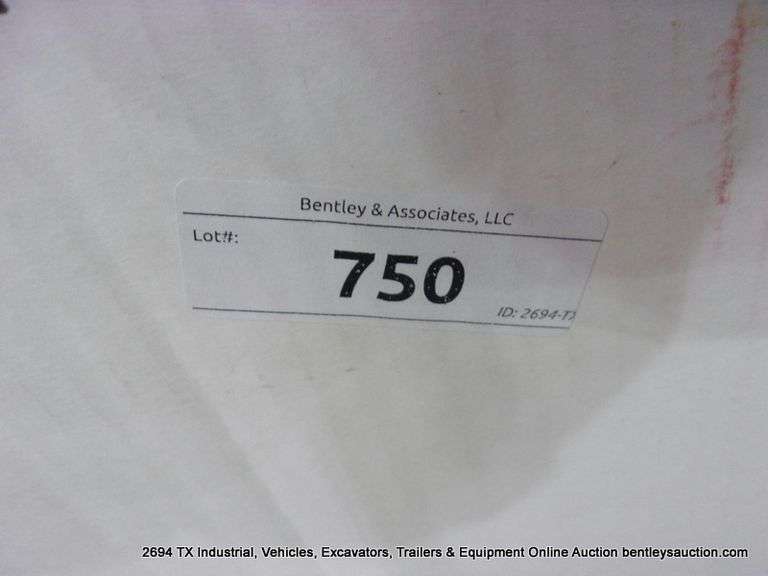 Bentley & Associates, LLC
Lot#:
750
ID: 2694-TX
2694 TX Industrial, Vehicles, Excavators, Trailers & Equipment Online Auction bentleysauction.com